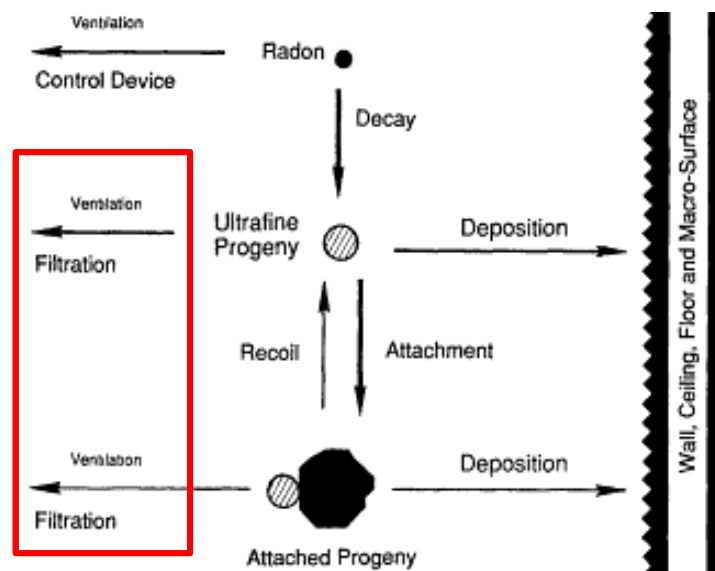 Ventilation
Radon
Control Device
Decay
Ventilation
Ultrafine
Progeny
Deposition
Filtration
Recoil
Attachment
Ventilation
Deposition
Filtration
Attached Progeny
Wall, Ceiling, Floor and Macro-Surface